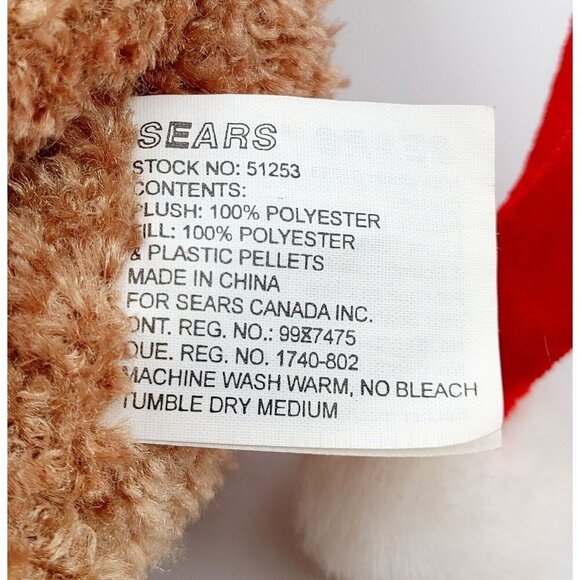 SEARS
STOCK NO: 51253
CONTENTS:
PLUSH: 100% POLYESTER
FILL: 100% POLYESTER
& PLASTIC PELLETS
MADE IN CHINA
FOR SEARS CANADA INC.
ONT. REG. NO.: 9987475
QUE. REG. NO. 1740-802
MACHINE WASH WARM, NO BLEACH
TUMBLE DRY MEDIUM